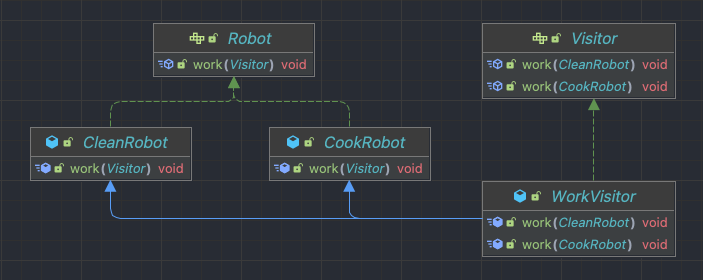 Robot
work(Visitor) void
Visitor
work(CleanRobot) void
work(CookRobot) void
CleanRobot
work(Visitor) void
CookRobot
work(Visitor) void
WorkVisitor
work(CleanRobot) void
work(CookRobot) void